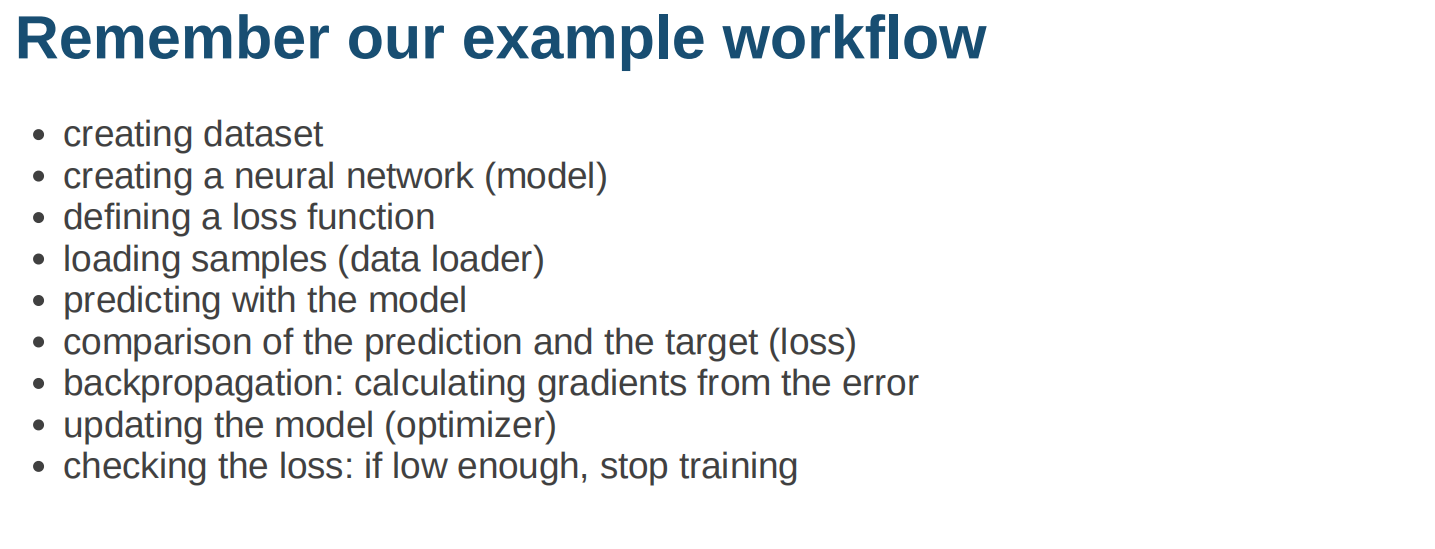 Remember our example workflow
• creating dataset
• creating a neural network (model)
• defining a loss function
• loading samples (data loader)
• predicting with the model
• comparison of the prediction and the target (loss)
• backpropagation: calculating gradients from the error
• updating the model (optimizer)
• checking the loss: if low enough, stop training